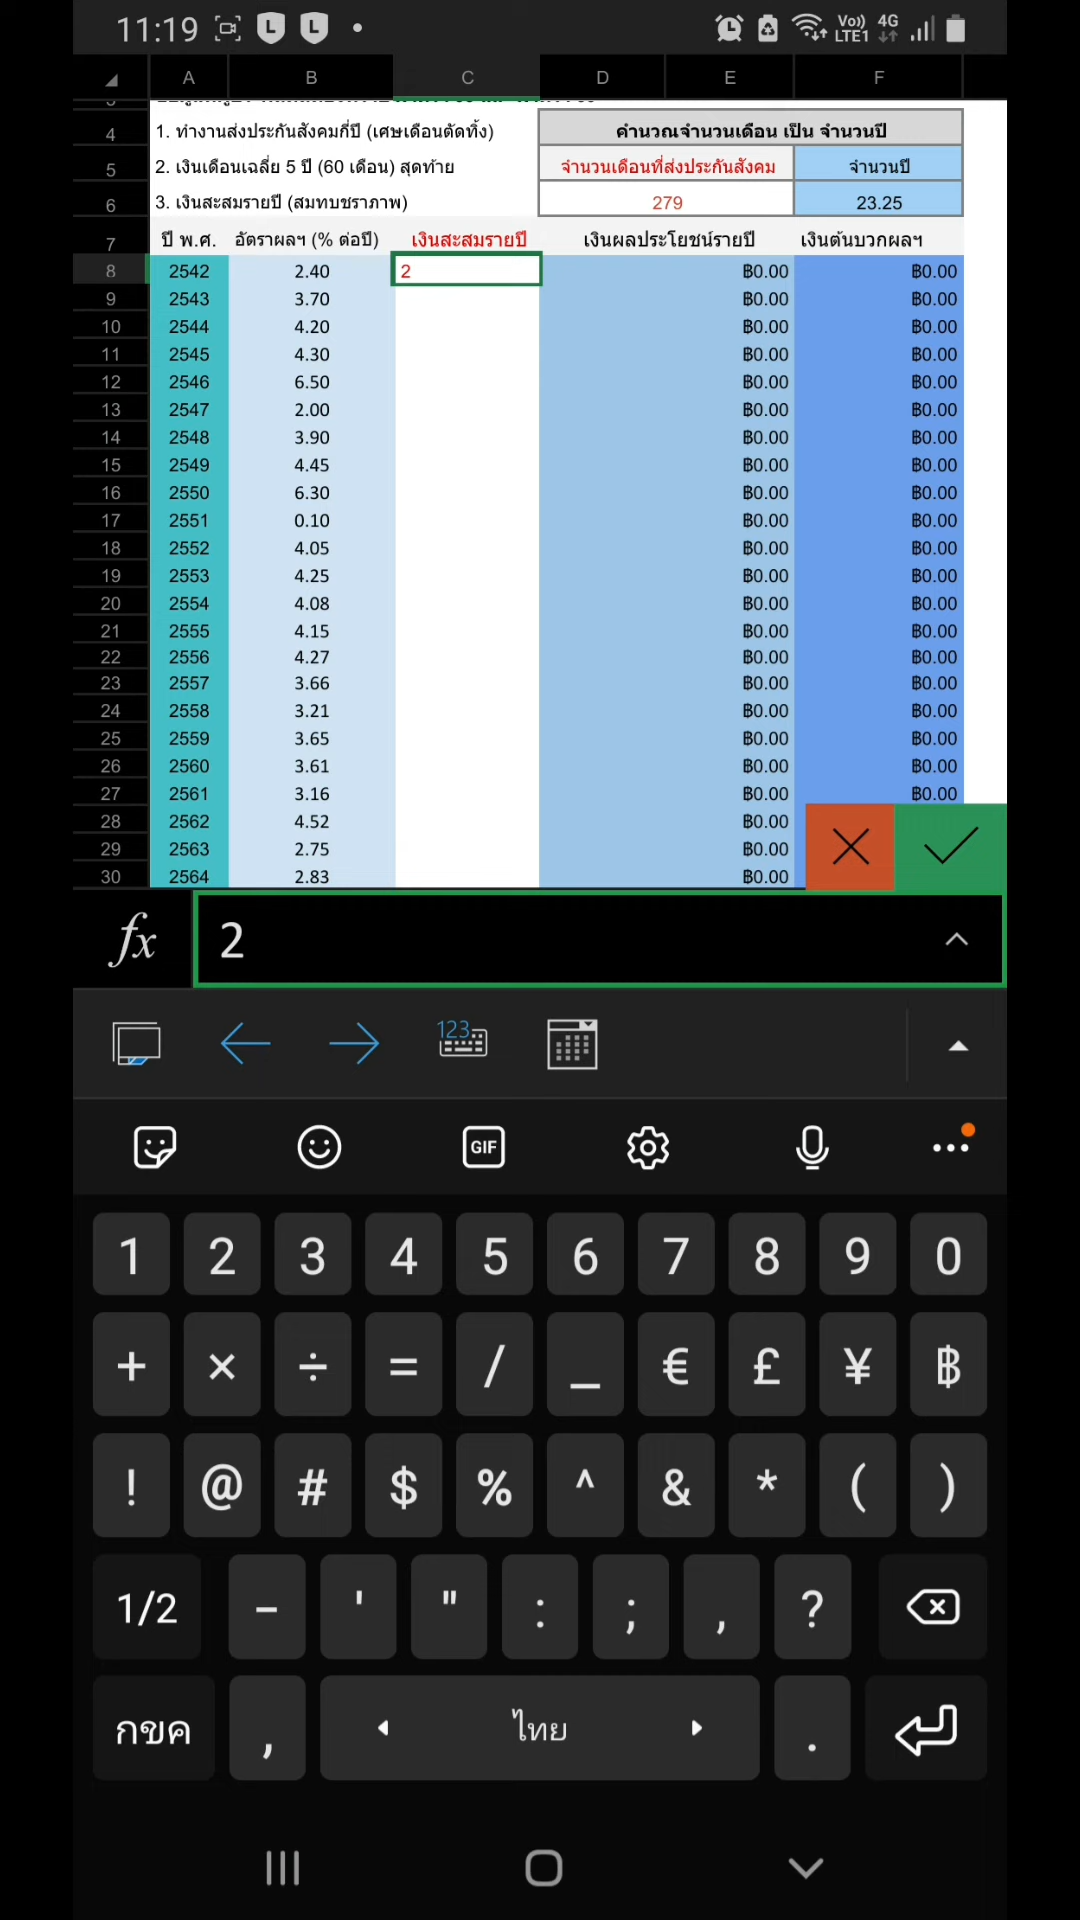 11:19 L L Vo)) LTE1 4G
A B C D E F
4 1. ทำงานส่งประกันสังคมกี่ปี (เศษเดือนตัดทิ้ง) คำนวณจำนวนเดือน เป็น จำนวนปี
5 2. เงินเดือนเฉลี่ย 5 ปี (60 เดือน) สุดท้าย จำนวนเดือนที่ส่งประกันสังคม จำนวนปี
6 3. เงินสะสมรายปี (สมทบชราภาพ) 279 23.25
7 ปี พ.ศ. อัตราผลฯ (% ต่อปี) เงินสะสมรายปี เงินผลประโยชน์รายปี เงินต้นบวกผลฯ
8 2542 2.40 2 ฿0.00 ฿0.00
9 2543 3.70 ฿0.00 ฿0.00
10 2544 4.20 ฿0.00 ฿0.00
11 2545 4.30 ฿0.00 ฿0.00
12 2546 6.50 ฿0.00 ฿0.00
13 2547 2.00 ฿0.00 ฿0.00
14 2548 3.90 ฿0.00 ฿0.00
15 2549 4.45 ฿0.00 ฿0.00
16 2550 6.30 ฿0.00 ฿0.00
17 2551 0.10 ฿0.00 ฿0.00
18 2552 4.05 ฿0.00 ฿0.00
19 2553 4.25 ฿0.00 ฿0.00
20 2554 4.08 ฿0.00 ฿0.00
21 2555 4.15 ฿0.00 ฿0.00
22 2556 4.27 ฿0.00 ฿0.00
23 2557 3.66 ฿0.00 ฿0.00
24 2558 3.21 ฿0.00 ฿0.00
25 2559 3.65 ฿0.00 ฿0.00
26 2560 3.61 ฿0.00 ฿0.00
27 2561 3.16 ฿0.00 ฿0.00
28 2562 4.52 ฿0.00
29 2563 2.75 ฿0.00
30 2564 2.83 ฿0.00
fx 2
123
GIF
1 2 3 4 5 6 7 8 9 0
+ × ÷ = / _ € £ ¥ ฿
! @ # $ % ^ & * ( )
1/2 - ' " : ; , ?
กขค , ไทย .